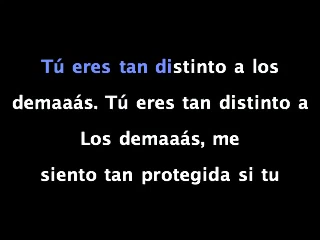 Tú eres tan distinto a los
demaaás. Tú eres tan distinto a
Los demaaás, me
siento tan protegida si tu